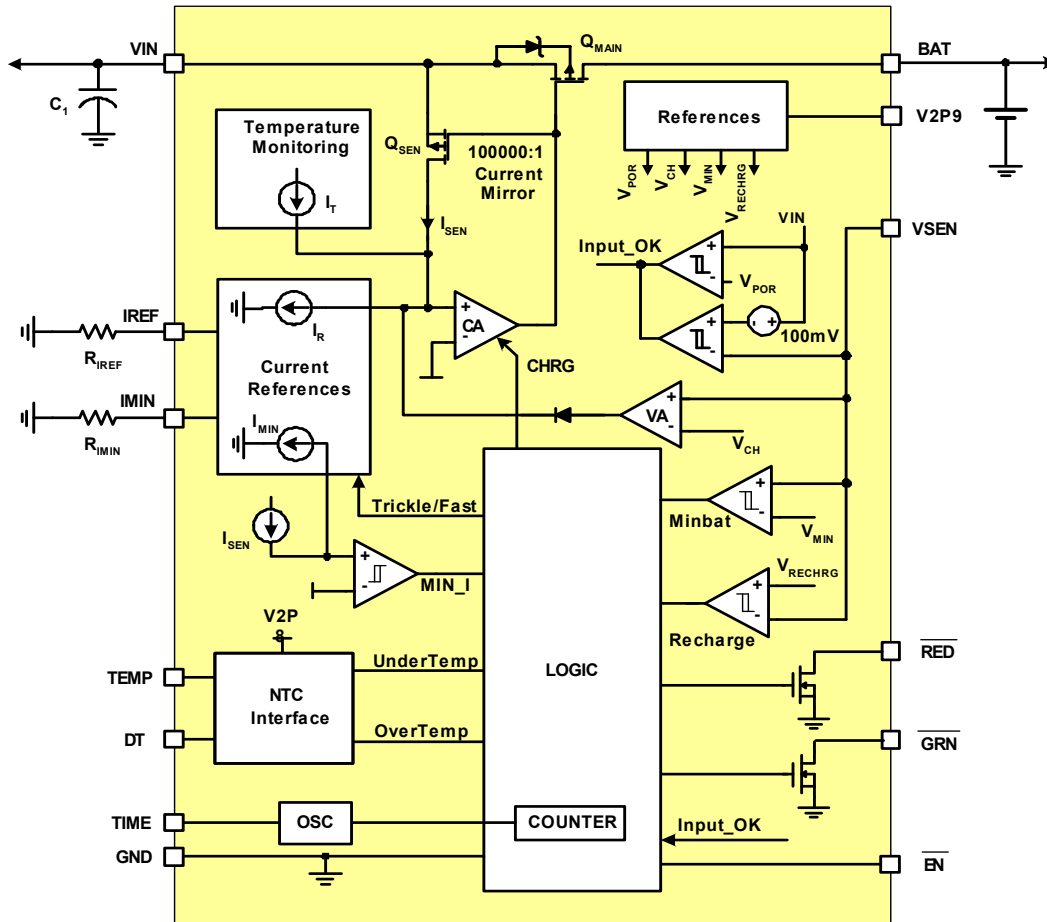 VIN
C1
QMAIN
BAT
References
V2P9
VPOR
VCH
VMIN
VRECHRG
Temperature
Monitoring
IT
QSEN
100000:1
Current
Mirror
ISEN
VSEN
VIN
Input_OK
+
-
VPOR
+
-
- +
100mV
IREF
RIREF
IR
Current
References
+
CA
-
CHRG
IMIN
RIMIN
IMIN
+
VA
-
VCH
Trickle/Fast
+
-
Minbat
VMIN
ISEN
+
-
MIN_I
VRECHRG
+
-
Recharge
V2P
8
TEMP
NTC
Interface
UnderTemp
LOGIC
RED
DT
OverTemp
GRN
TIME
OSC
COUNTER
Input_OK
GND
EN